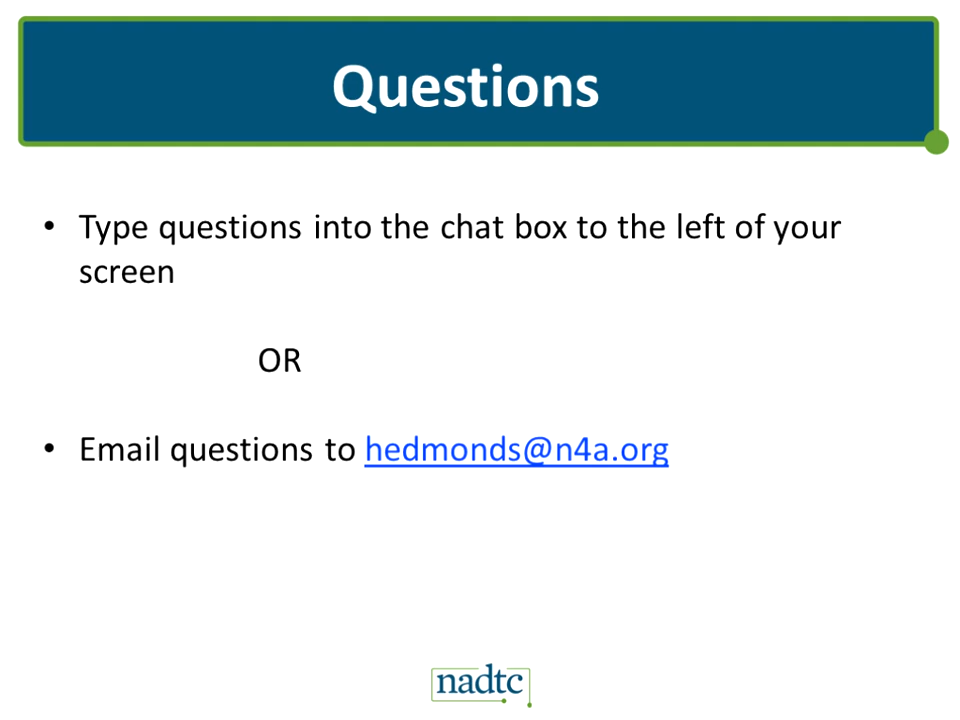 Questions
• Type questions into the chat box to the left of your
screen
OR
• Email questions to hedmonds@n4a.org
nadtc